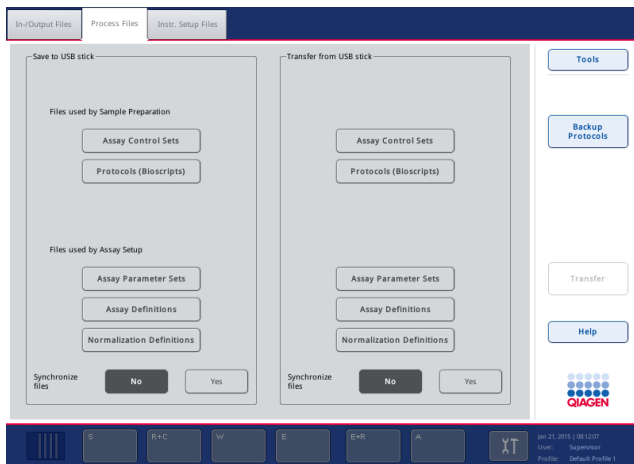 In-/Output Files
Process Files
Instr. Setup Files
Save to USB stick
Transfer from USB stick
Tools
Files used by Sample Preparation
Backup
Protocols
Assay Control Sets
Assay Control Sets
Protocols (Bioscripts)
Protocols (Bioscripts)
Files used by Assay Setup
Assay Parameter Sets
Assay Parameter Sets
Transfer
Assay Definitions
Assay Definitions
Normalization Definitions
Normalization Definitions
Help
Synchronize
files
No
Yes
Synchronize
files
No
Yes
QIAGEN
S
R+C
W
E
E+R
A
Jan 21, 2015 | 08:12:07
User: Supervisor
Profile: Default Profile 1